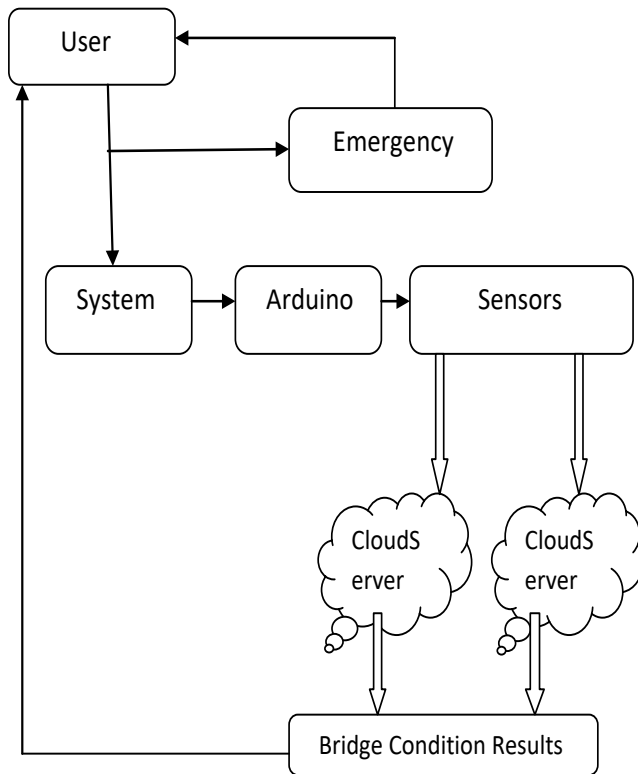 User
Emergency
System
Arduino
Sensors
CloudS
erver
CloudS
erver
Bridge Condition Results